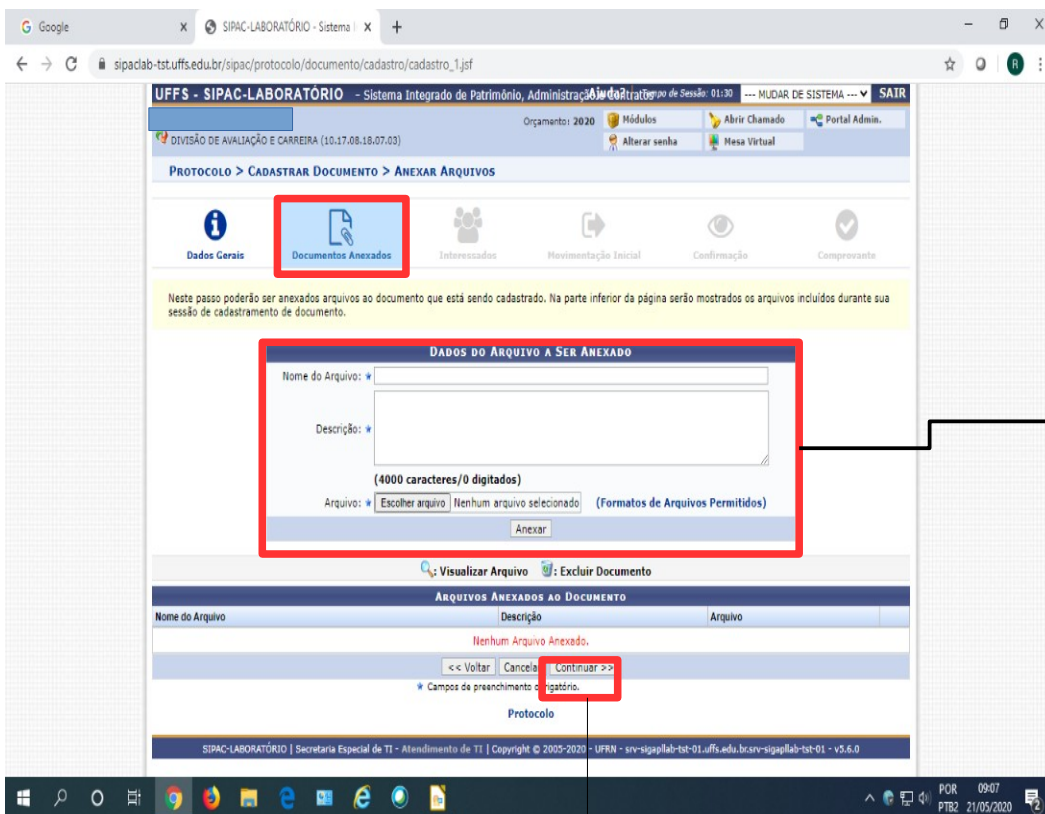 Google
SIPAC-LABORATÓRIO - Sistema
sipaclab-tst.uffs.edu.br/sipac/protocolo/documento/cadastro/cadastro_1.jsf
R
UFFS - SIPAC-LABORATÓRIO - Sistema Integrado de Patrimônio, Administração Ajuda? Tempo de Sessão: 01:30 --- MUDAR DE SISTEMA --- SAIR
Orçamento: 2020 Módulos Abrir Chamado Portal Admin.
DIVISÃO DE AVALIAÇÃO E CARREIRA (10.17.08.18.07.03) Alterar senha Mesa Virtual
PROTOCOLO > CADASTRAR DOCUMENTO > ANEXAR ARQUIVOS
Dados Gerais Documentos Anexados Interessados Movimentação Inicial Confirmação Comprovante
Neste passo poderão ser anexados arquivos ao documento que está sendo cadastrado. Na parte inferior da página serão mostrados os arquivos incluídos durante sua
sessão de cadastramento de documento.
DADOS DO ARQUIVO A SER ANEXADO
Nome do Arquivo: *
Descrição: *
(4000 caracteres/0 digitados)
Arquivo: * Escolher arquivo Nenhum arquivo selecionado (Formatos de Arquivos Permitidos)
Anexar
: Visualizar Arquivo : Excluir Documento
ARQUIVOS ANEXADOS AO DOCUMENTO
Nome do Arquivo Descrição Arquivo
Nenhum Arquivo Anexado.
<< Voltar Cancela Continuar >>
* Campos de preenchimento obrigatório.
Protocolo
SIPAC-LABORATÓRIO | Secretaria Especial de TI - Atendimento de TI | Copyright © 2005-2020 - UFRN - srv-sigapllab-tst-01.uffs.edu.br.srv-sigapllab-tst-01 - v5.6.0
POR 09:07
PTB2 21/05/2020 2